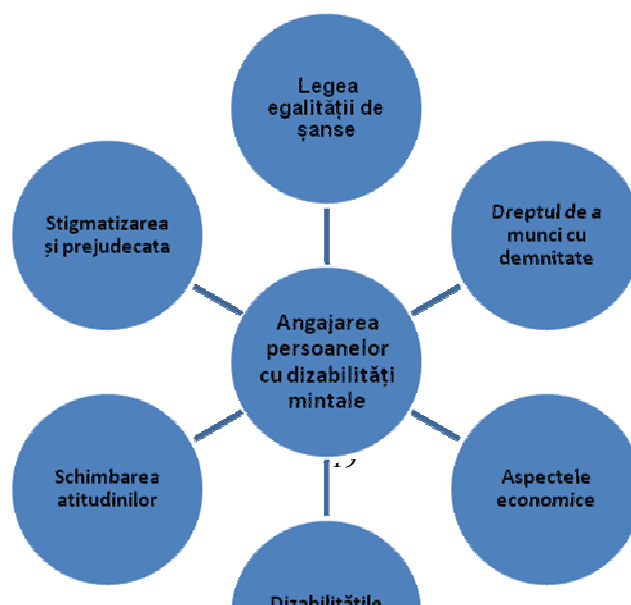 Legea
egalității de
șanse
Stigmatizarea
și prejudecata
Dreptul de a
munci cu
demnitate
Angajarea
persoanelor
cu dizabilități
mintale
Schimbarea
atitudinilor
Aspectele
economice
Dizabilitățile